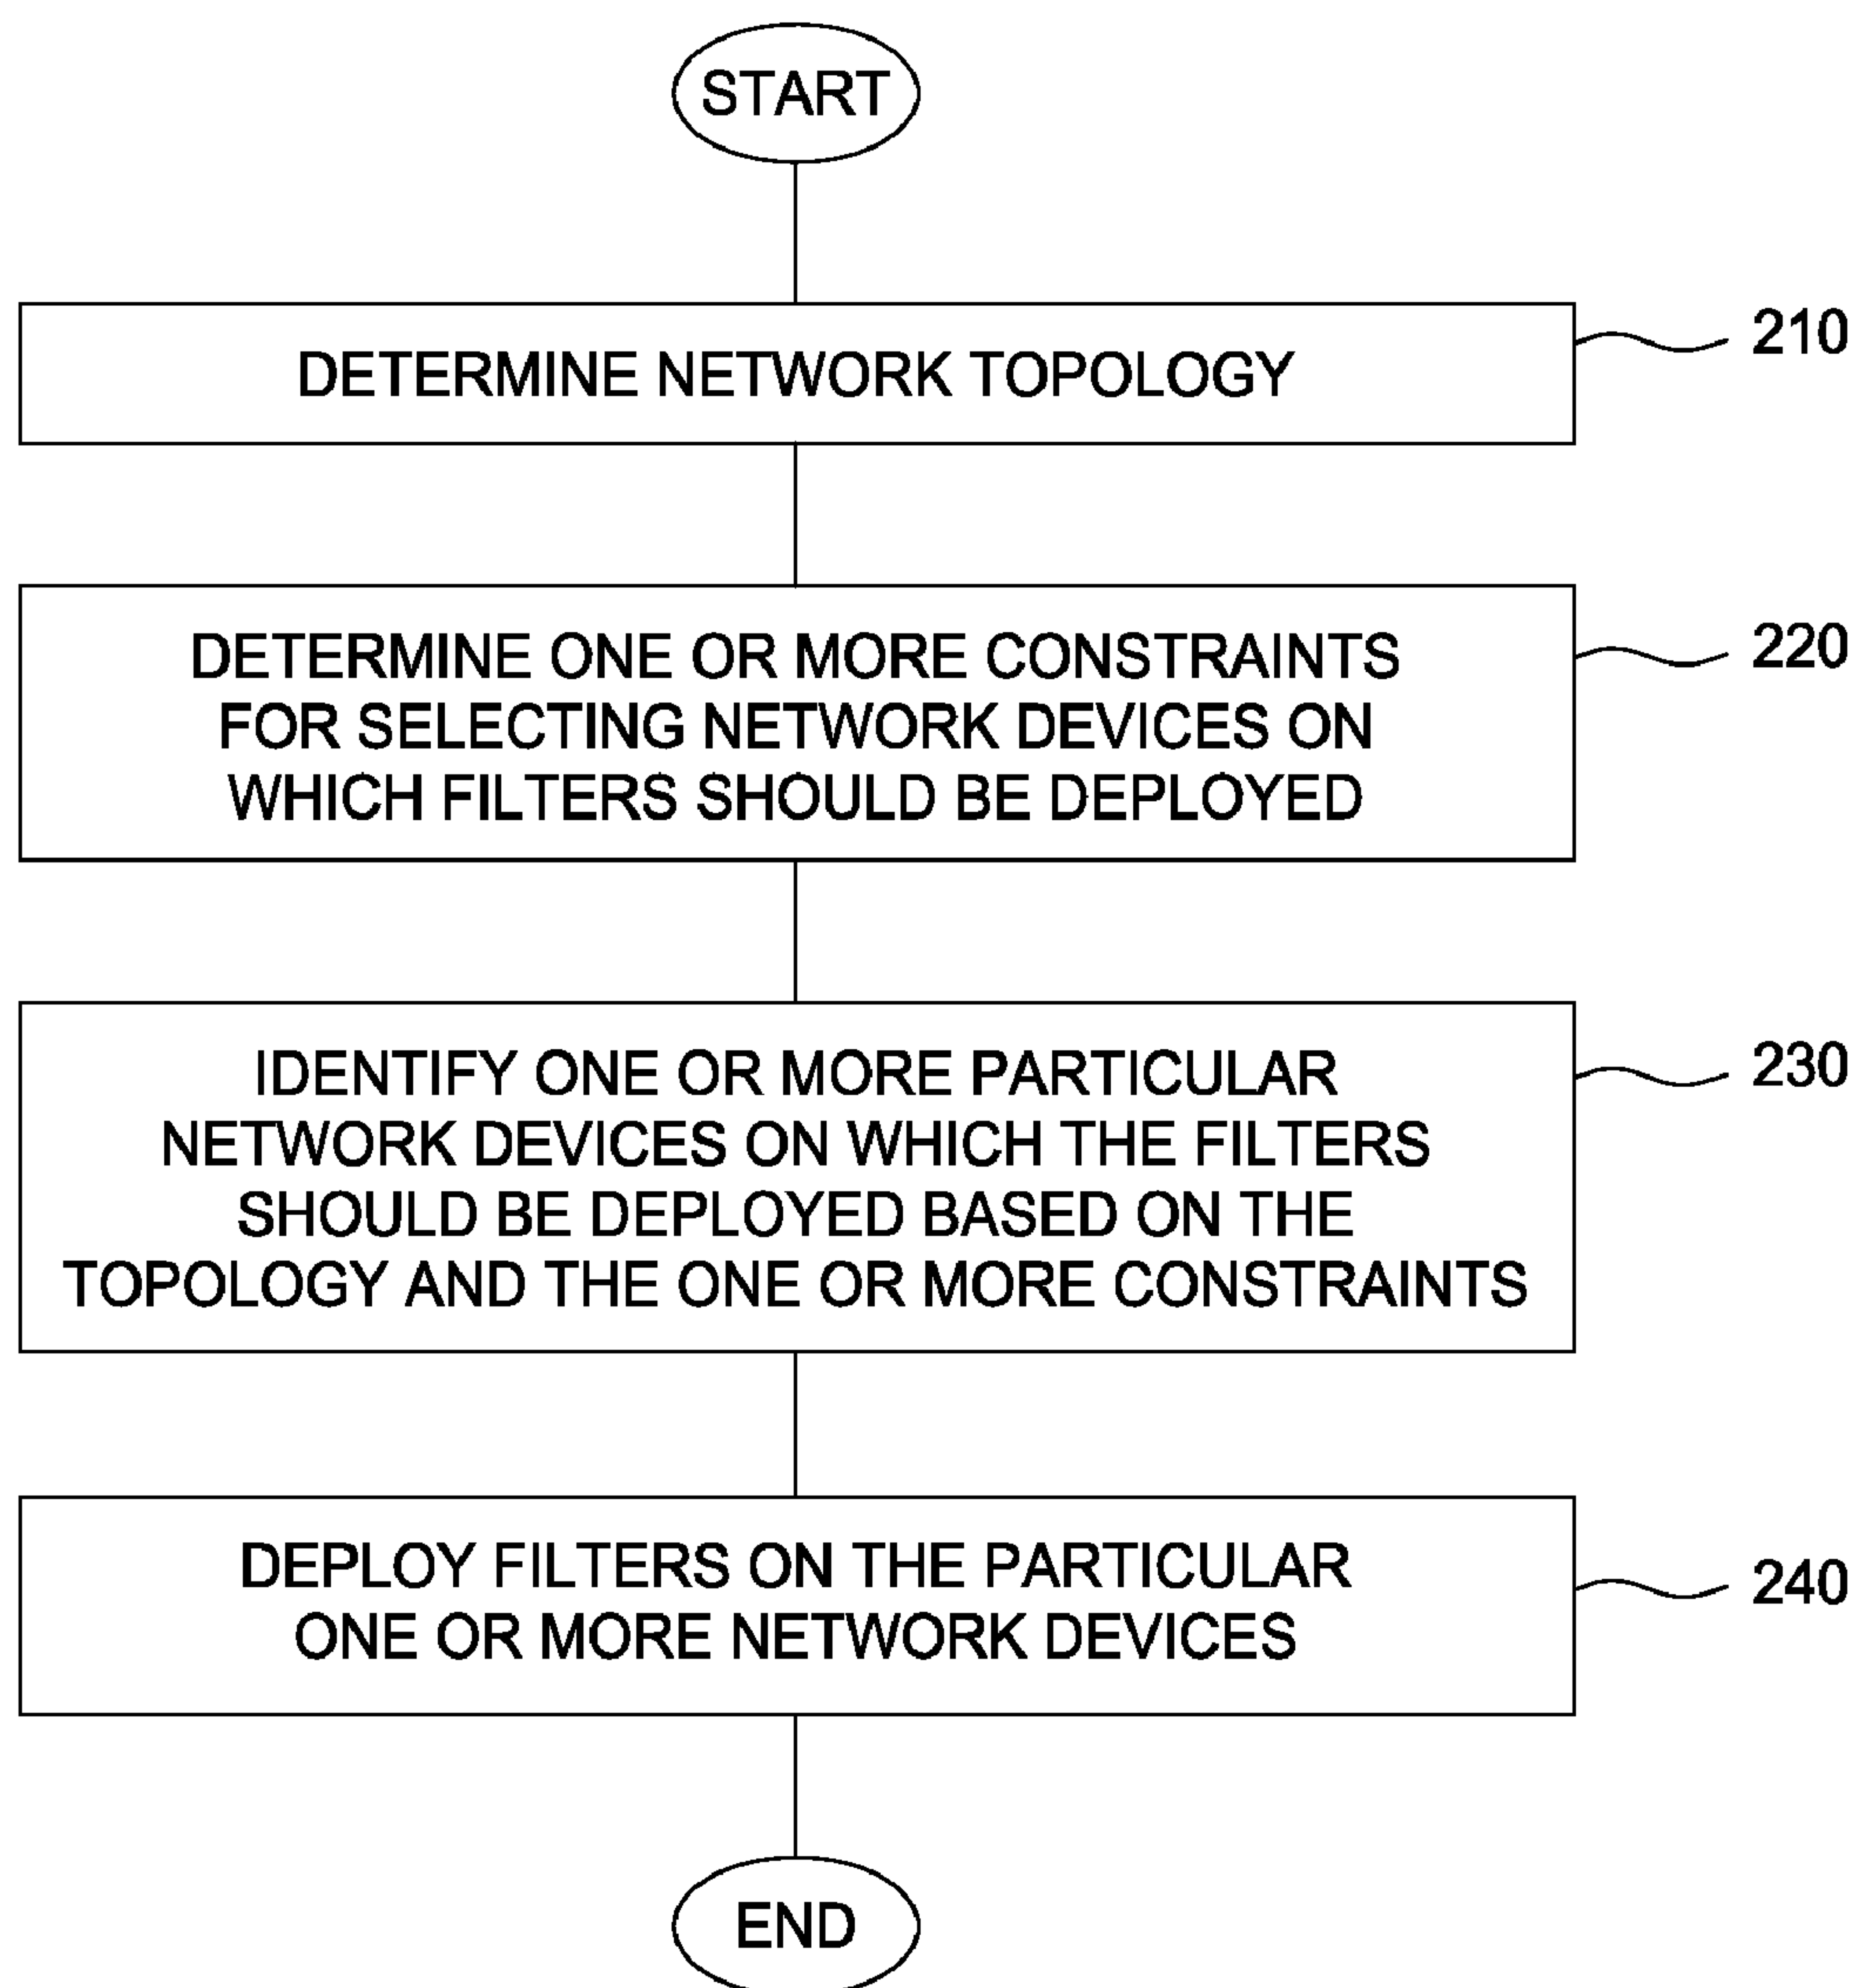 START
DETERMINE NETWORK TOPOLOGY
210
DETERMINE ONE OR MORE CONSTRAINTS
FOR SELECTING NETWORK DEVICES ON
WHICH FILTERS SHOULD BE DEPLOYED
220
IDENTIFY ONE OR MORE PARTICULAR
NETWORK DEVICES ON WHICH THE FILTERS
SHOULD BE DEPLOYED BASED ON THE
TOPOLOGY AND THE ONE OR MORE CONSTRAINTS
230
DEPLOY FILTERS ON THE PARTICULAR
ONE OR MORE NETWORK DEVICES
240
END